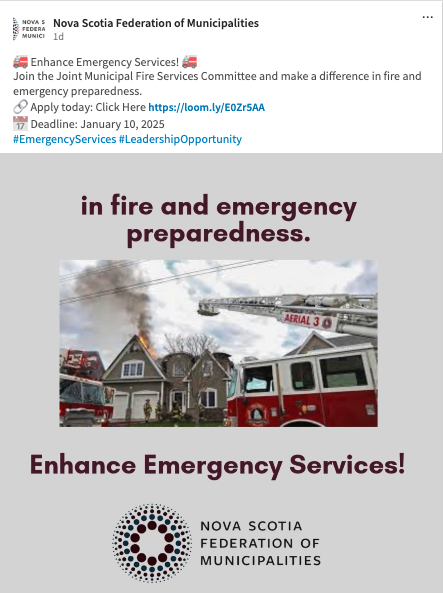 NOVA S
FEDERA
MUNICI
Nova Scotia Federation of Municipalities
1d
🚒 Enhance Emergency Services! 🚒
Join the Joint Municipal Fire Services Committee and make a difference in fire and
emergency preparedness.
🔗 Apply today: Click Here https://loom.ly/E0Zr5AA
📅 Deadline: January 10, 2025
#EmergencyServices #LeadershipOpportunity
in fire and emergency
preparedness.
AERIAL 3
Enhance Emergency Services!
NOVA SCOTIA
FEDERATION OF
MUNICIPALITIES